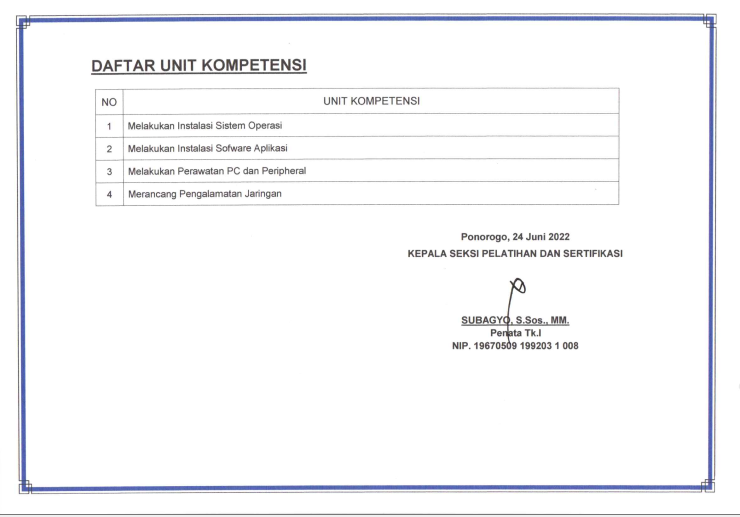 DAFTAR UNIT KOMPETENSI
NO UNIT KOMPETENSI
1 Melakukan Instalasi Sistem Operasi
2 Melakukan Instalasi Sofware Aplikasi
3 Melakukan Perawatan PC dan Peripheral
4 Merancang Pengalamatan Jaringan
Ponorogo, 24 Juni 2022
KEPALA SEKSI PELATIHAN DAN SERTIFIKASI
SUBAGYO, S.Sos., MM.
Penata Tk.I
NIP. 19670509 199203 1 008